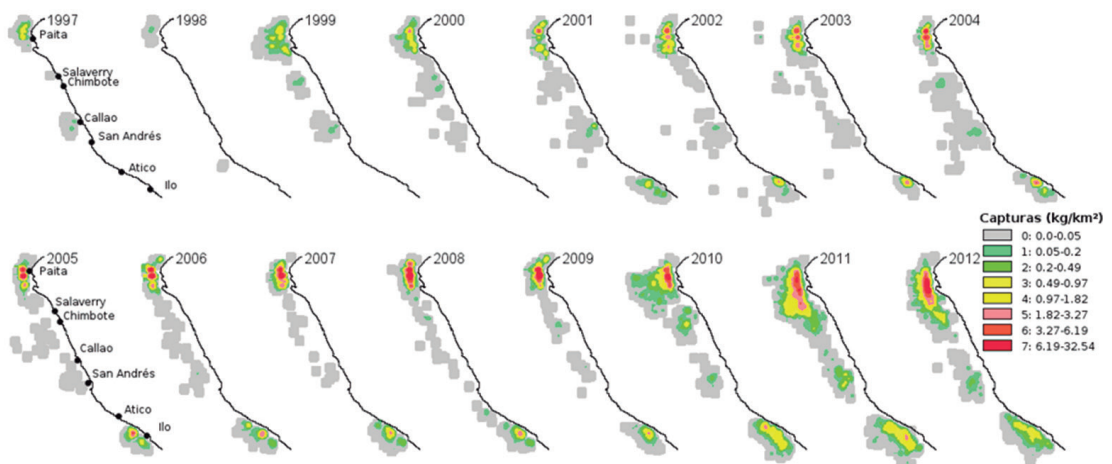 1997 1998 1999 2000 2001 2002 2003 2004
Paita
Salaverry
Chimbote
Callao
San Andrés
Atico
Ilo
Capturas (kg/km²)
0: 0.0-0.05
1: 0.05-0.2
2: 0.2-0.49
3: 0.49-0.97
4: 0.97-1.82
5: 1.82-3.27
6: 3.27-6.19
7: 6.19-32.54
2005 2006 2007 2008 2009 2010 2011 2012
Paita
Salaverry
Chimbote
Callao
San Andrés
Atico
Ilo